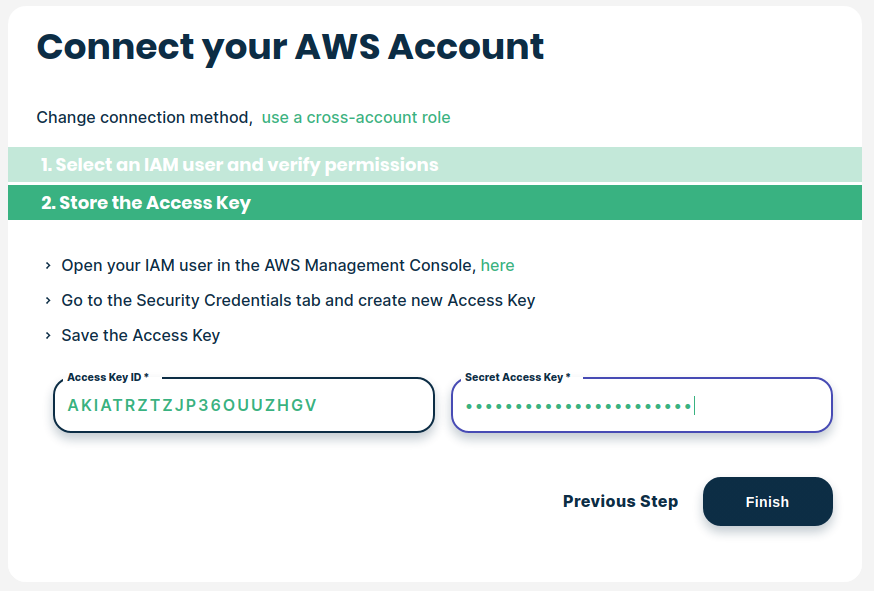 Connect your AWS Account
Change connection method, use a cross-account role
1. Select an IAM user and verify permissions
2. Store the Access Key
› Open your IAM user in the AWS Management Console, here
› Go to the Security Credentials tab and create new Access Key
› Save the Access Key
Access Key ID *
AKIATRZTZJP36OUUZHGV
Secret Access Key *
•••••••••••••••••••••••
Previous Step
Finish